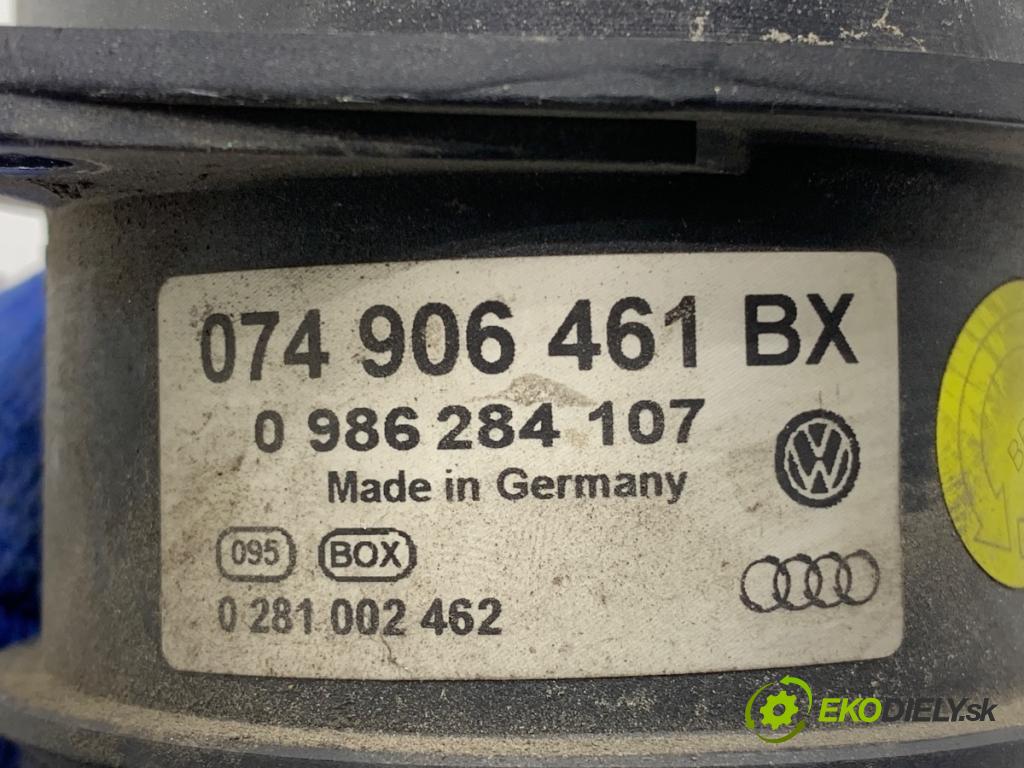 074 906 461 BX
0 986 284 107
Made in Germany
095 BOX
0 281 002 462
EKODIELY.sk